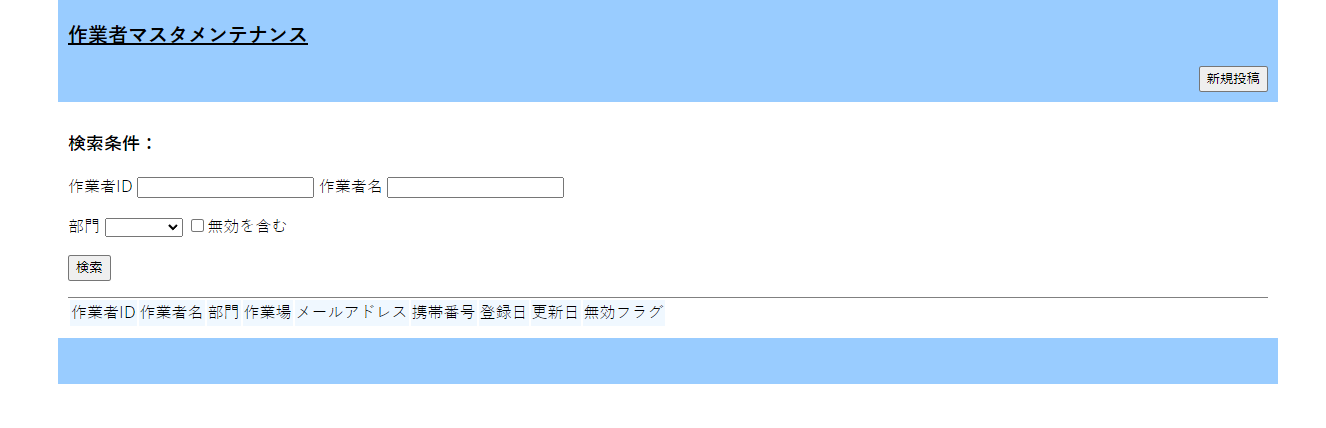 作業者マスタメンテナンス
新規投稿
検索条件：
作業者ID 作業者名
部門 無効を含む
検索
作業者ID 作業者名 部門 作業場 メールアドレス 携帯番号 登録日 更新日 無効フラグ